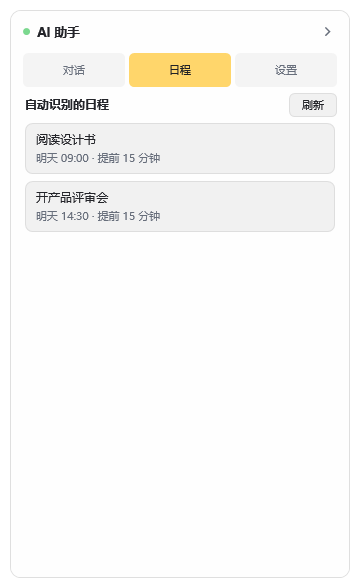 AI 助手
对话 日程 设置
自动识别的日程 刷新
阅读设计书
明天 09:00 · 提前 15 分钟
开产品评审会
明天 14:30 · 提前 15 分钟